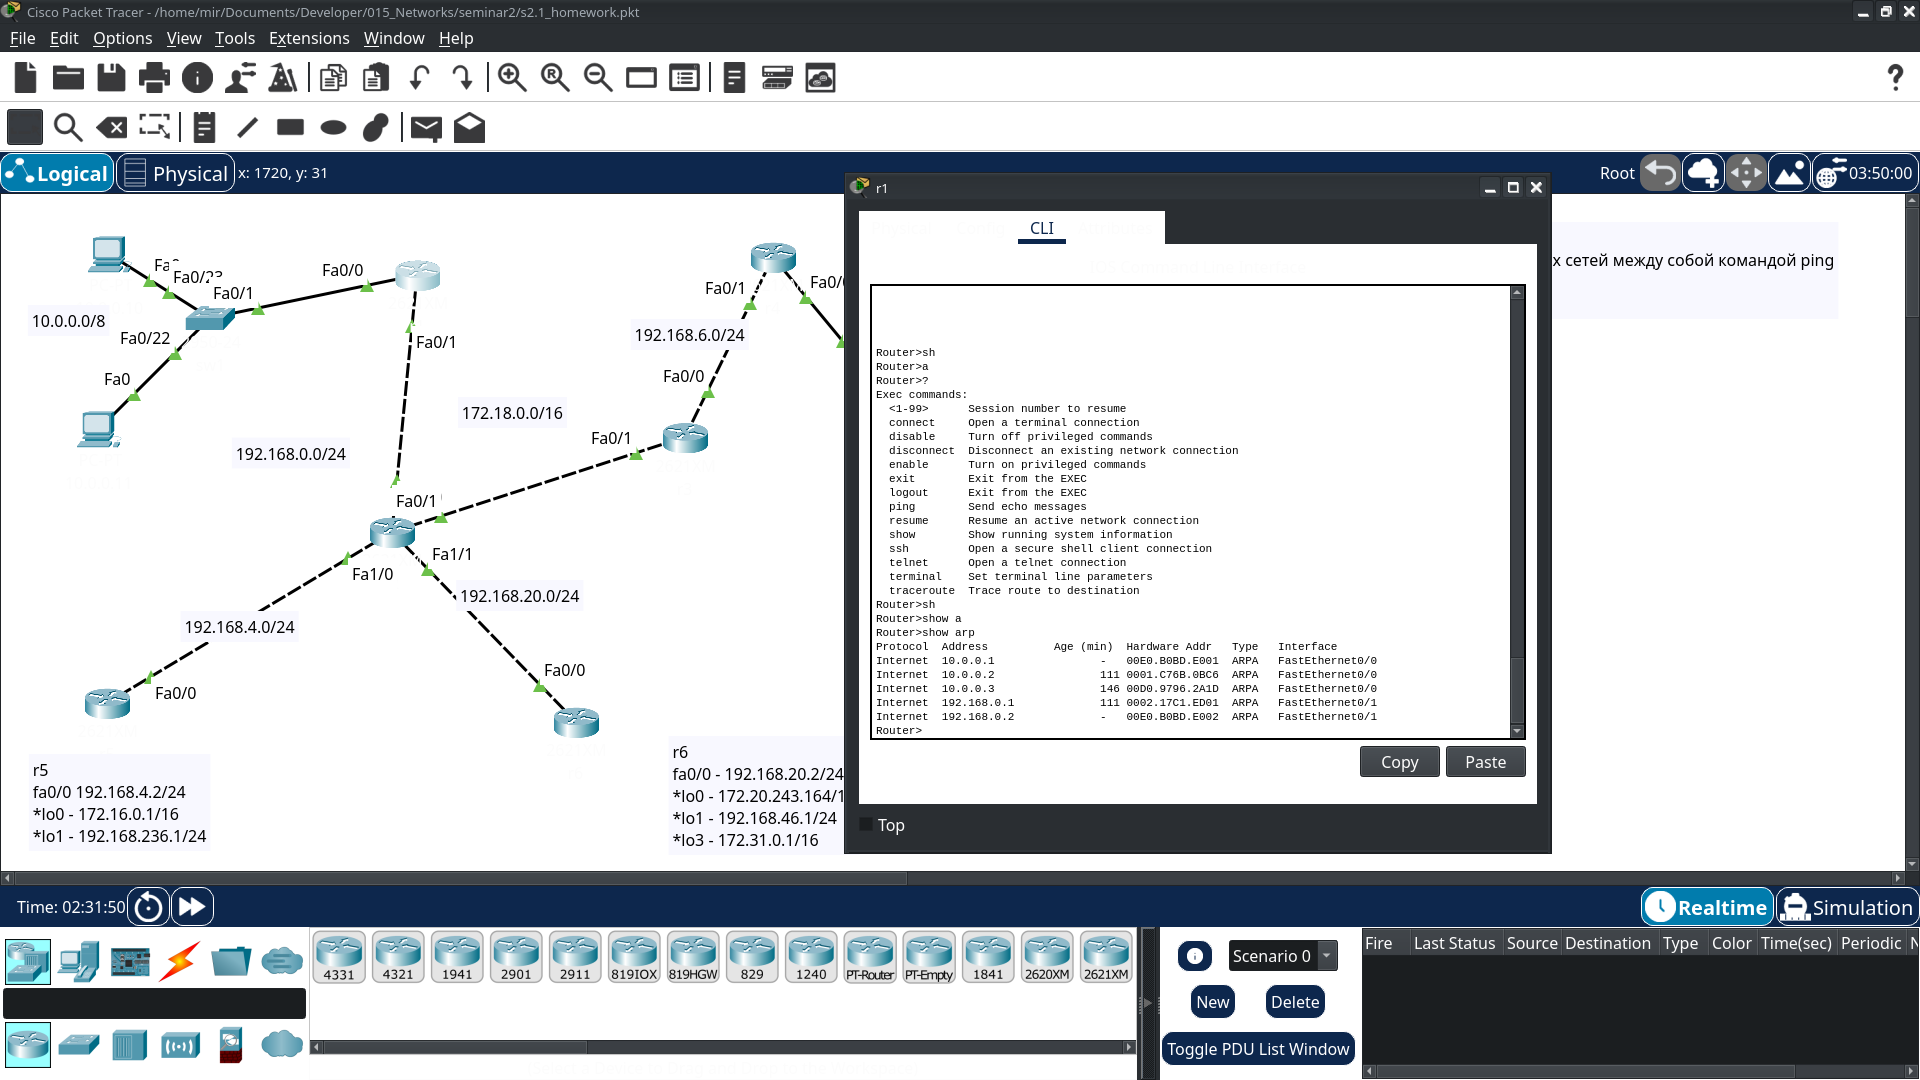 Cisco Packet Tracer - /home/mir/Documents/Developer/015_Networks/seminar2/s2.1_homework.pkt
File Edit Options View Tools Extensions Window Help
Logical Physical x: 1720, y: 31
Root 03:50:00
Fa0/23
Fa0/1
Fa0/0
Fa0/1
10.0.0.0/8
Fa0/22
Fa0
192.168.0.0/24
172.18.0.0/16
Fa0/1
192.168.6.0/24
Fa0/0
Fa0/1
Fa0/1
Fa1/1
Fa1/0
192.168.20.0/24
192.168.4.0/24
Fa0/0
Fa0/0
r5
fa0/0 192.168.4.2/24
*lo0 - 172.16.0.1/16
*lo1 - 192.168.236.1/24
r6
fa0/0 - 192.168.20.2/24
*lo0 - 172.20.243.164/1
*lo1 - 192.168.46.1/24
*lo3 - 172.31.0.1/16
х сетей между собой командой ping
r1
CLI
Router>sh
Router>a
Router>?
Exec commands:
<1-99> Session number to resume
connect Open a terminal connection
disable Turn off privileged commands
disconnect Disconnect an existing network connection
enable Turn on privileged commands
exit Exit from the EXEC
logout Exit from the EXEC
ping Send echo messages
resume Resume an active network connection
show Show running system information
ssh Open a secure shell client connection
telnet Open a telnet connection
terminal Set terminal line parameters
traceroute Trace route to destination
Router>sh
Router>show a
Router>show arp
Protocol Address Age (min) Hardware Addr Type Interface
Internet 10.0.0.1 - 00E0.B0BD.E001 ARPA FastEthernet0/0
Internet 10.0.0.2 111 0001.C76B.0BC6 ARPA FastEthernet0/0
Internet 10.0.0.3 146 00D0.9796.2A1D ARPA FastEthernet0/0
Internet 192.168.0.1 111 0002.17C1.ED01 ARPA FastEthernet0/1
Internet 192.168.0.2 - 00E0.B0BD.E002 ARPA FastEthernet0/1
Router>
Copy Paste
Top
Time: 02:31:50
Realtime Simulation
4331 4321 1941 2901 2911 819IOX 819HGW 829 1240 PT-Router PT-Empty 1841 2620XM 2621XM
Scenario 0
New Delete
Toggle PDU List Window
Fire Last Status Source Destination Type Color Time(sec) Periodic N